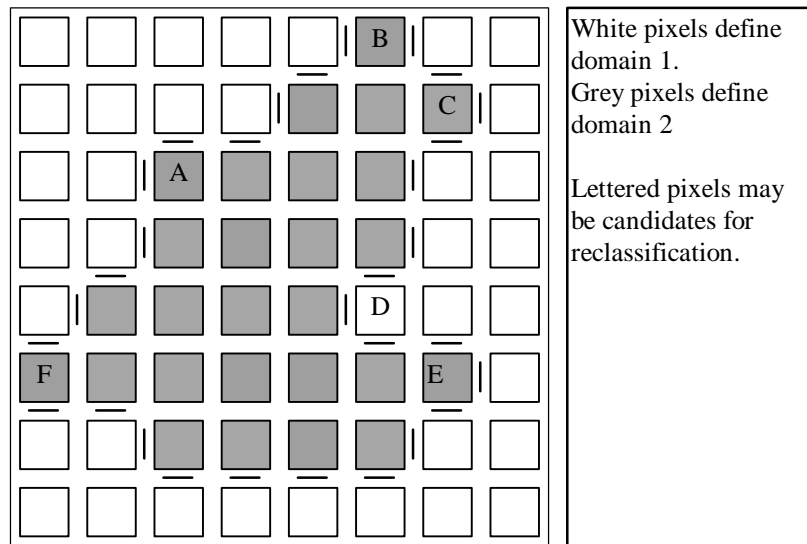 B
C
A
D
F
E
White pixels define
domain 1.
Grey pixels define
domain 2
Lettered pixels may
be candidates for
reclassification.